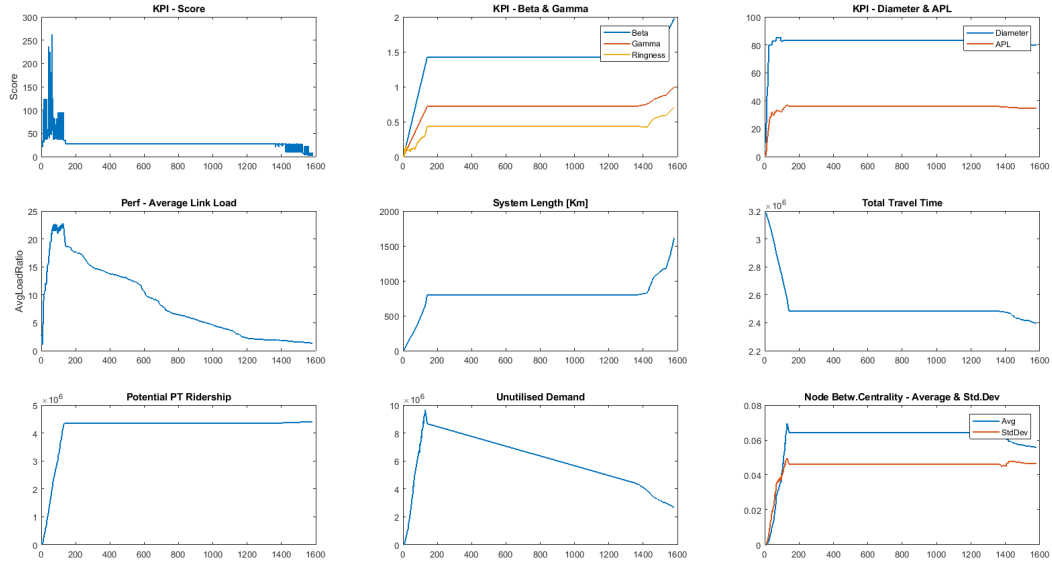 KPI - Score
KPI - Beta & Gamma
KPI - Diameter & APL
Score
300
250
200
150
100
50
0
0 200 400 600 800 1000 1200 1400 1600
2
1.5
1
0.5
0
0 200 400 600 800 1000 1200 1400 1600
Beta
Gamma
Ringness
100
80
60
40
20
0
0 200 400 600 800 1000 1200 1400 1600
Diameter
APL
Perf - Average Link Load
System Length [Km]
Total Travel Time
AvgLoadRatio
25
20
15
10
5
0
0 200 400 600 800 1000 1200 1400 1600
2000
1500
1000
500
0
0 200 400 600 800 1000 1200 1400 1600
×10^6
3.2
3
2.8
2.6
2.4
2.2
0 200 400 600 800 1000 1200 1400 1600
Potential PT Ridership
Unutilised Demand
Node Betw.Centrality - Average & Std.Dev
×10^6
5
4
3
2
1
0
0 200 400 600 800 1000 1200 1400 1600
×10^6
10
8
6
4
2
0
0 200 400 600 800 1000 1200 1400 1600
0.08
0.06
0.04
0.02
0
0 200 400 600 800 1000 1200 1400 1600
Avg
StdDev